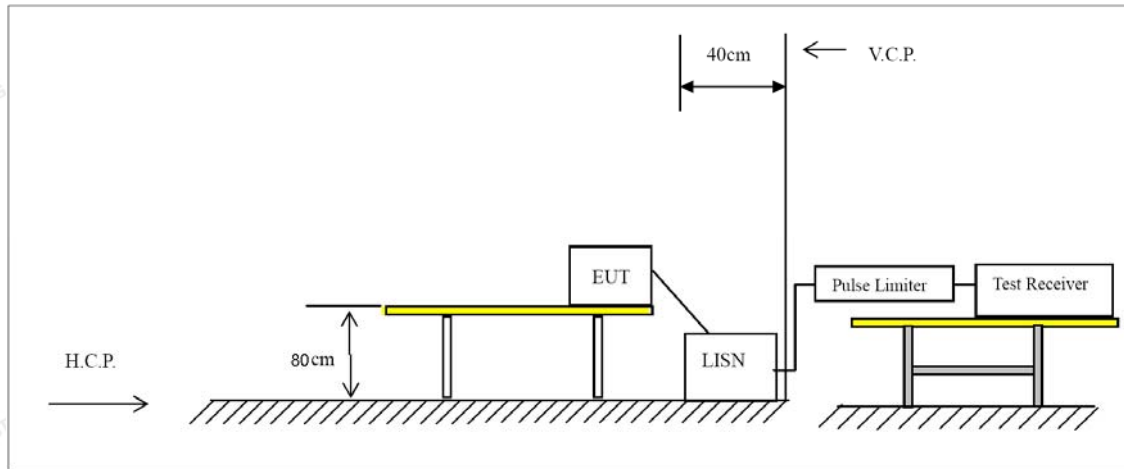 40cm
V.C.P.
EUT
Pulse Limiter
Test Receiver
80cm
LISN
H.C.P.